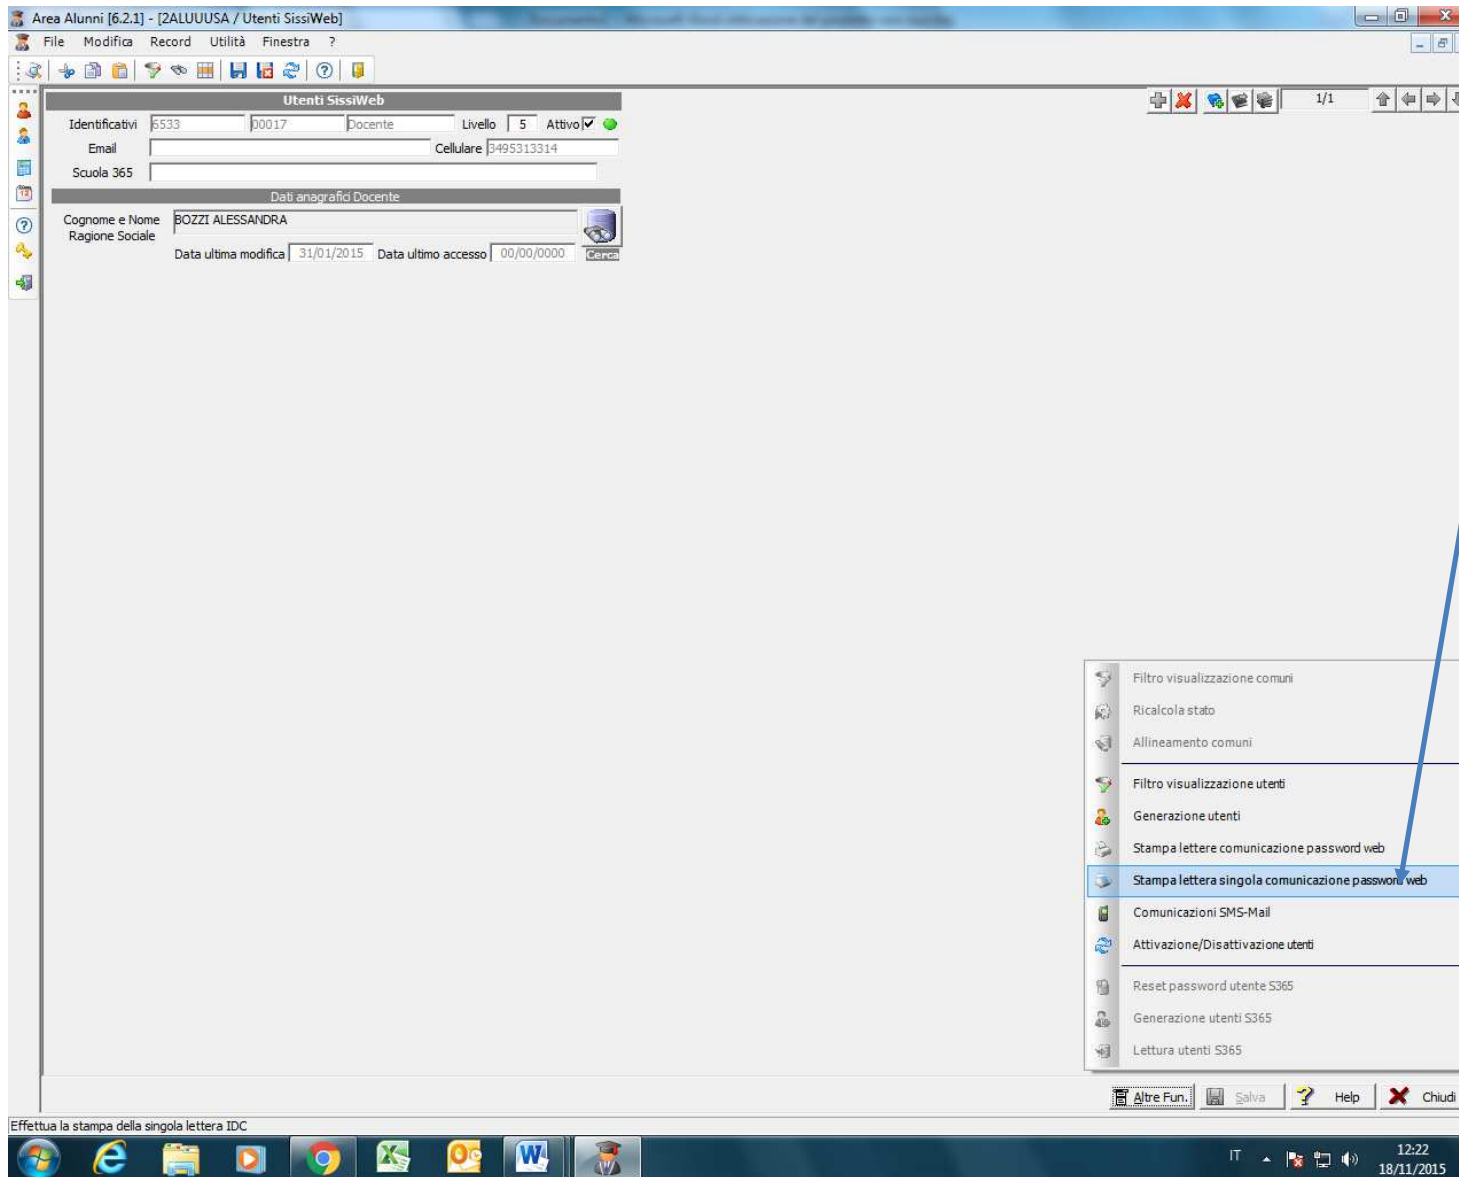 Area Alunni [6.2.1] - [2ALUUUSA / Utenti SissiWeb]
File Modifica Record Utilità Finestra ?
Utenti SissiWeb
1/1
Identificativi 6533 00017 Docente Livello 5 Attivo
Email Cellulare 3495313314
Scuola 365
Dati anagrafici Docente
Cognome e Nome BOZZI ALESSANDRA
Ragione Sociale
Data ultima modifica 31/01/2015 Data ultimo accesso 00/00/0000 Cerca
Filtro visualizzazione comuni
Ricalcola stato
Allineamento comuni
Filtro visualizzazione utenti
Generazione utenti
Stampa lettere comunicazione password web
Stampa lettera singola comunicazione password web
Comunicazioni SMS-Mail
Attivazione/Disattivazione utenti
Reset password utente S365
Generazione utenti S365
Lettura utenti S365
Altre Fun. Salva Help Chiudi
Effettua la stampa della singola lettera IDC
IT 12:22
18/11/2015